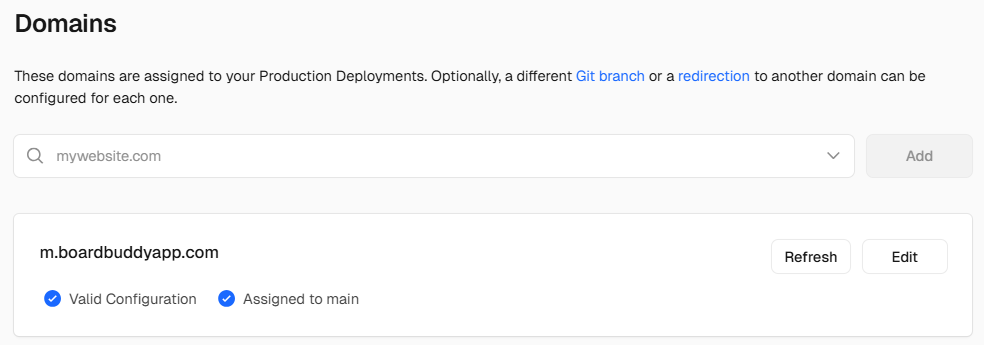 Domains
These domains are assigned to your Production Deployments. Optionally, a different Git branch or a redirection to another domain can be
configured for each one.
mywebsite.com
Add
m.boardbuddyapp.com
Refresh
Edit
Valid Configuration
Assigned to main